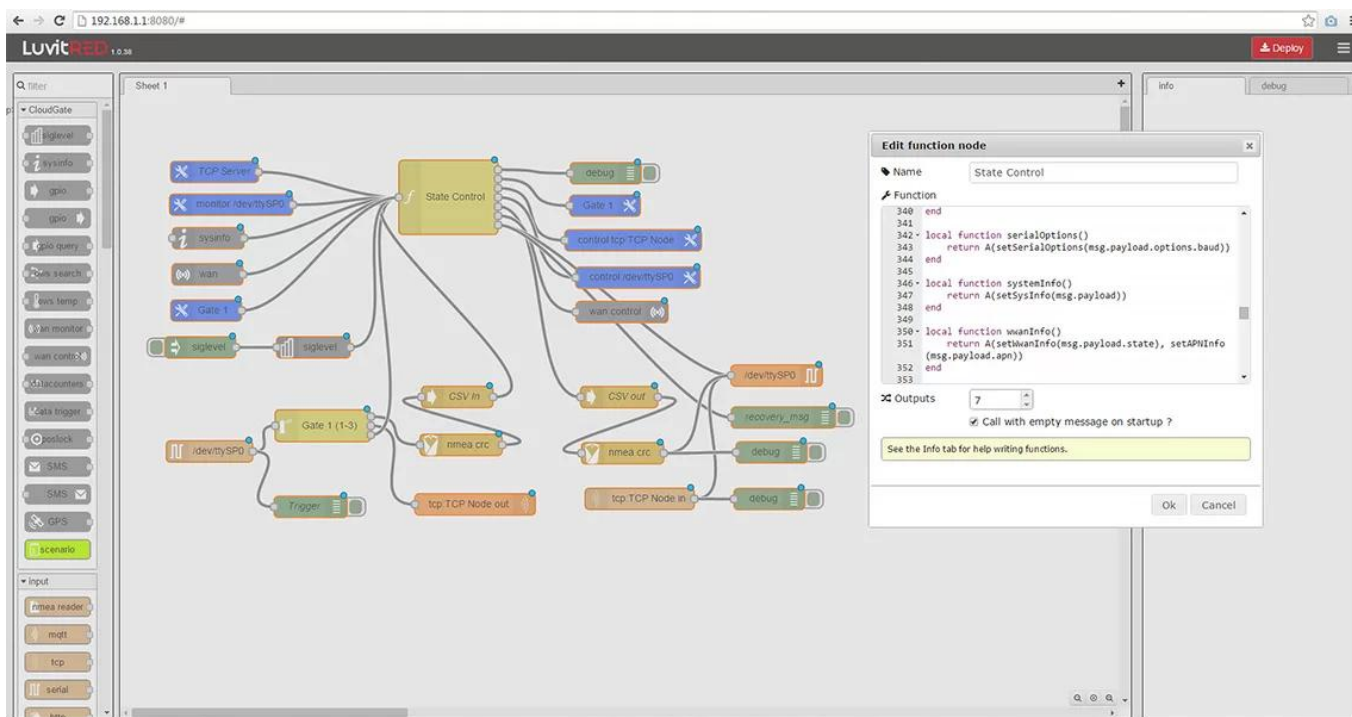 192.168.1.1:8080/#
LuvitRED 1.0.36
Deploy
filter
CloudGate
siglevel
sysinfo
gpio
gpio
gpio query
ews temp
wan monitor
wan control
datacounters
data trigger
poslock
SMS
SMS
GPS
scenario
input
nmea reader
mqtt
tcp
serial
Sheet 1
TCP Server
monitor /dev/ttySP0
sysinfo
wan
Gate 1
siglevel
siglevel
State Control
debug
Gate 1
control tcp:TCP Node
control /dev/ttySP0
wan control
CSV In
CSV out
/dev/ttySP0
recovery_msg
Gate 1 (1-3)
/dev/ttySP0
nmea crc
nmea crc
debug
Trigger
tcp:TCP Node out
tcp:TCP Node in
debug
info
debug
Edit function node
Name
State Control
Function
340 end
341
342 local function serialOptions()
343 return A(setSerialOptions(msg.payload.options.baud))
344 end
345
346 local function systemInfo()
347 return A(setSysInfo(msg.payload))
348 end
349
350 local function wwanInfo()
351 return A(setWwanInfo(msg.payload.state), setAPNInfo
(msg.payload.apn))
352 end
353
Outputs
7
Call with empty message on startup ?
See the Info tab for help writing functions.
Ok
Cancel